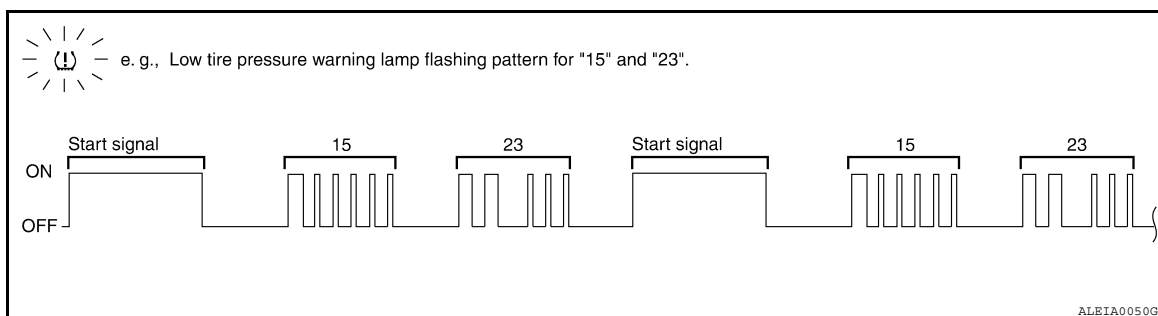 e. g., Low tire pressure warning lamp flashing pattern for "15" and "23".
Start signal 15 23 Start signal 15 23
ON
OFF
ALEIA0050G